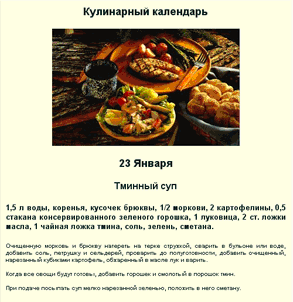 Кулинарный календарь
23 Января
Тминный суп
1,5 л воды, коренья, кусочек брюквы, 1/2 моркови, 2 картофелины, 0,5
стакана консервированного зеленого горошка, 1 луковица, 2 ст. ложки
масла, 1 чайная ложка тмина, соль, зелень, сметана.
Очищенную морковь и брюкву натереть на терке стружкой, сварить в бульоне или воде,
добавить соль, петрушку и сельдерей, проварить до полуготовности, добавить очищенный,
нарезанный кубиками картофель, обжаренный в масле лук и варить.
Когда все овощи будут готовы, добавить горошек и смолотый в порошок тмин.
При подаче посыпать суп мелко нарезанной зеленью, положить в него сметану.